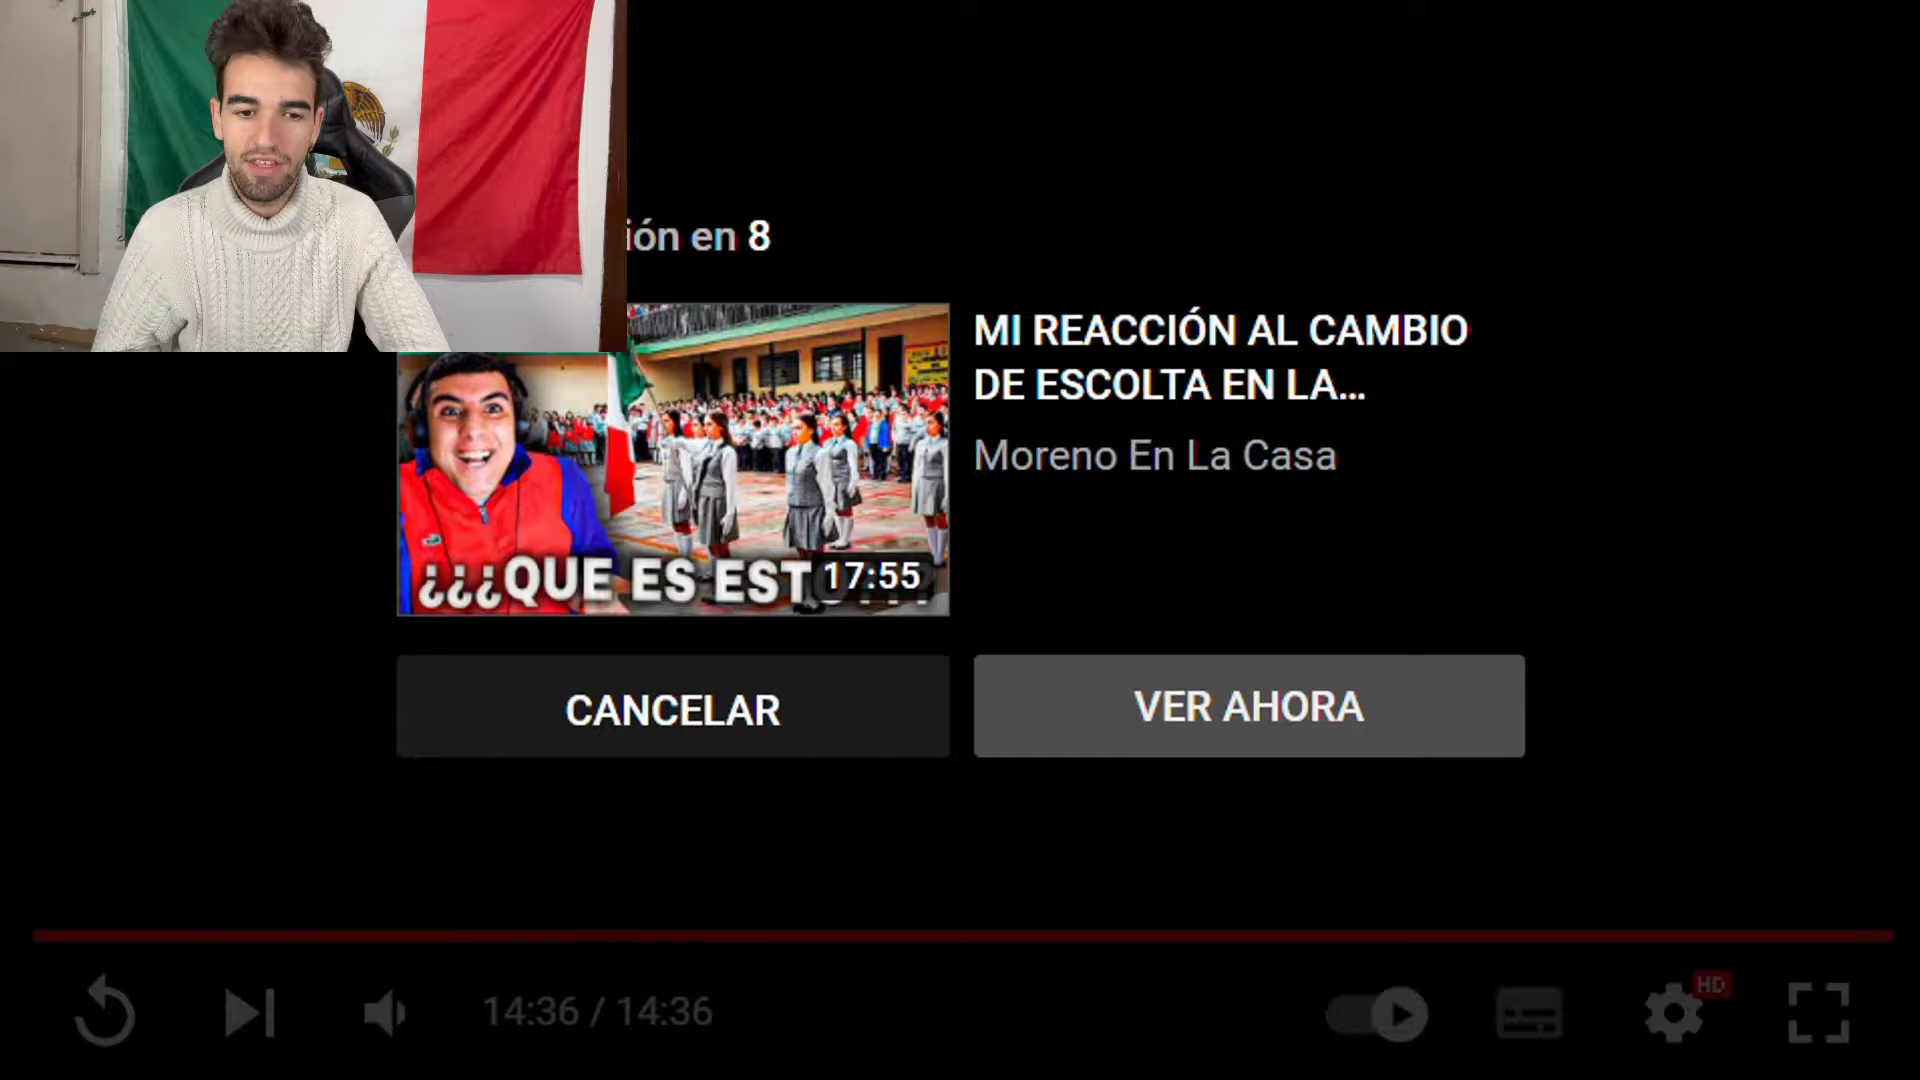 ión en 8
MI REACCIÓN AL CAMBIO
DE ESCOLTA EN LA...
Moreno En La Casa
¿¿¿QUE ES EST
17:55
CANCELAR
VER AHORA
14:36 / 14:36
HD